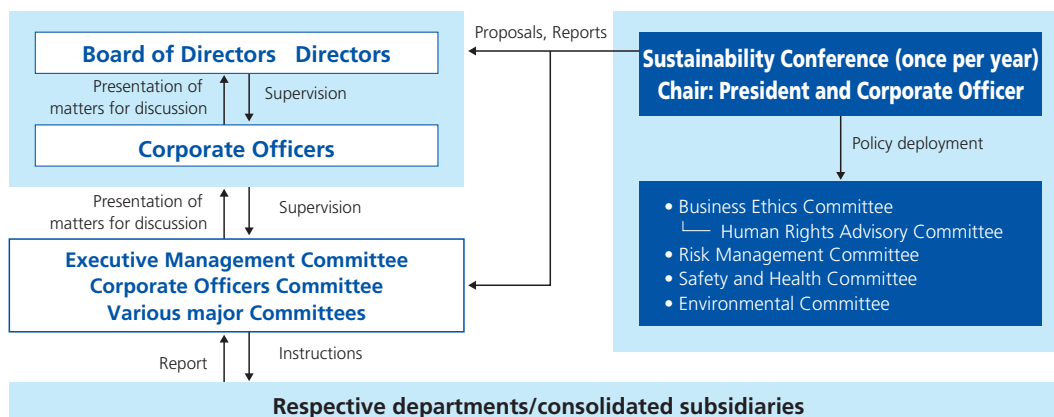 Board of Directors   Directors
Presentation of
matters for discussion
Supervision
Corporate Officers
Presentation of
matters for discussion
Supervision
Executive Management Committee
Corporate Officers Committee
Various major Committees
Report
Instructions
Proposals, Reports
Sustainability Conference (once per year)
Chair: President and Corporate Officer
Policy deployment
• Business Ethics Committee
Human Rights Advisory Committee
• Risk Management Committee
• Safety and Health Committee
• Environmental Committee
Respective departments/consolidated subsidiaries